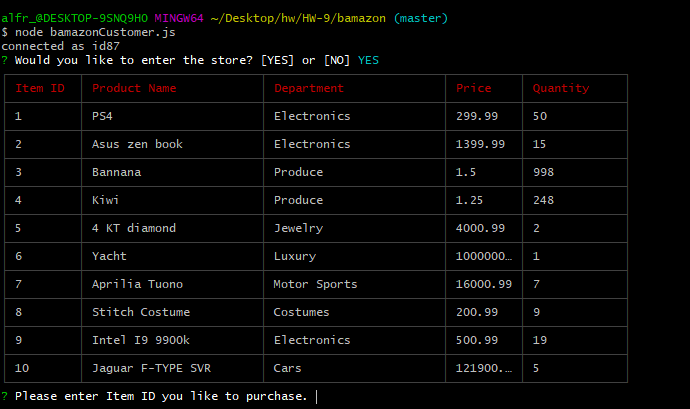 alfr_@DESKTOP-9SNQ9HO MINGW64 ~/Desktop/hw/HW-9/bamazon (master)
$ node bamazonCustomer.js
connected as id87
? Would you like to enter the store? [YES] or [NO] YES
Item ID Product Name Department Price Quantity
1 PS4 Electronics 299.99 50
2 Asus zen book Electronics 1399.99 15
3 Bannana Produce 1.5 998
4 Kiwi Produce 1.25 248
5 4 KT diamond Jewelry 4000.99 2
6 Yacht Luxury 1000000… 1
7 Aprilia Tuono Motor Sports 16000.99 7
8 Stitch Costume Costumes 200.99 9
9 Intel I9 9900k Electronics 500.99 19
10 Jaguar F-TYPE SVR Cars 121900.… 5
? Please enter Item ID you like to purchase.